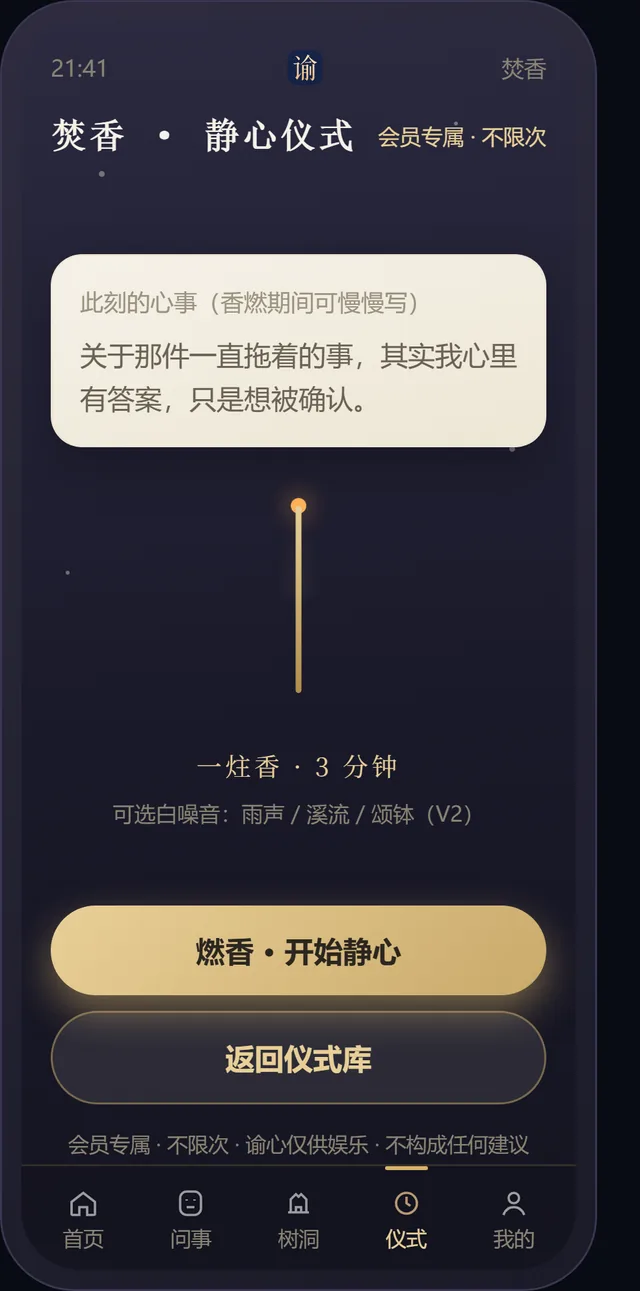 21:41 谕 焚香
焚香 · 静心仪式 会员专属 · 不限次
此刻的心事（香燃期间可慢慢写）
关于那件一直拖着的事，其实我心里
有答案，只是想被确认。
一炷香 · 3 分钟
可选白噪音：雨声 / 溪流 / 颂钵（V2）
燃香 · 开始静心
返回仪式库
会员专属 · 不限次 · 谕心仅供娱乐 · 不构成任何建议
首页 问事 树洞 仪式 我的